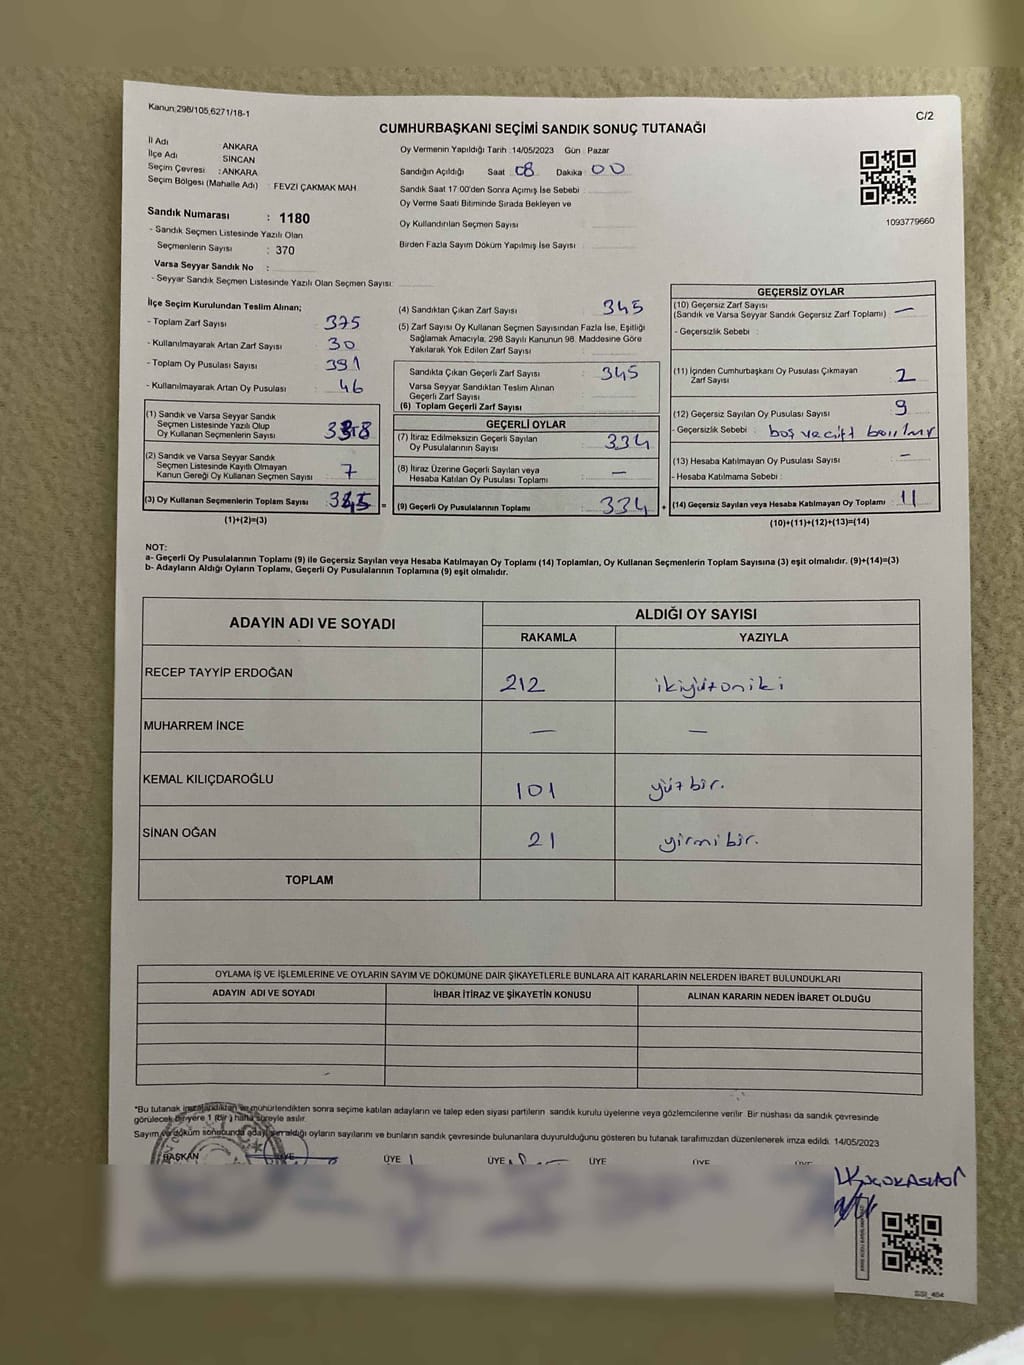 Kanun;298/105,6271/18-1
C/2
CUMHURBAŞKANI SEÇİMİ SANDIK SONUÇ TUTANAĞI
İl Adı : ANKARA
İlçe Adı : SİNCAN
Seçim Çevresi : ANKARA
Seçim Bölgesi (Mahalle Adı) : FEVZİ ÇAKMAK MAH.
Oy Vermenin Yapıldığı Tarih :14/05/2023 Gün : Pazar
Sandığın Açıldığı Saat : 08 Dakika : 00
Sandık Saat 17:00'den Sonra Açımış İse Sebebi :
Oy Verme Saati Bitiminde Sırada Bekleyen ve
Oy Kullandırılan Seçmen Sayısı :
Birden Fazla Sayım Döküm Yapılmış İse Sayısı :
1093779660
Sandık Numarası : 1180
- Sandık Seçmen Listesinde Yazılı Olan
Seçmenlerin Sayısı : 370
Varsa Seyyar Sandık No :
- Seyyar Sandık Seçmen Listesinde Yazılı Olan Seçmen Sayısı:
İlçe Seçim Kurulundan Teslim Alınan;
- Toplam Zarf Sayısı : 375
- Kullanılmayarak Artan Zarf Sayısı : 30
- Toplam Oy Pusulası Sayısı : 391
- Kullanılmayarak Artan Oy Pusulası : 46
(1) Sandık ve Varsa Seyyar Sandık
Seçmen Listesinde Yazılı Olup
Oy Kullanan Seçmenlerin Sayısı :
(2) Sandık ve Varsa Seyyar Sandık
Seçmen Listesinde Kayıtlı Olmayan
Kanun Gereği Oy Kullanan Seçmen Sayısı : 7
(3) Oy Kullanan Seçmenlerin Toplam Sayısı : 345 =
(1)+(2)=(3)
(4) Sandıktan Çıkan Zarf Sayısı : 345
(5) Zarf Sayısı Oy Kullanan Seçmen Sayısından Fazla İse, Eşitliği
Sağlamak Amacıyla; 298 Sayılı Kanunun 98. Maddesine Göre
Yakılarak Yok Edilen Zarf Sayısı :
Sandıkta Çıkan Geçerli Zarf Sayısı : 345
Varsa Seyyar Sandıktan Teslim Alınan
Geçerli Zarf Sayısı :
(6) Toplam Geçerli Zarf Sayısı :
GEÇERLİ OYLAR
(7) İtiraz Edilmeksizin Geçerli Sayılan
Oy Pusulalarının Sayısı : 334
(8) İtiraz Üzerine Geçerli Sayılan veya
Hesaba Katılan Oy Pusulası Toplamı : —
(9) Geçerli Oy Pusulalarının Toplamı : 334 +
GEÇERSİZ OYLAR
(10) Geçersiz Zarf Sayısı
(Sandık ve Varsa Seyyar Sandık Geçersiz Zarf Toplamı) : —
- Geçersizlik Sebebi :
(11) İçinden Cumhurbaşkanı Oy Pusulası Çıkmayan
Zarf Sayısı : 2
(12) Geçersiz Sayılan Oy Pusulası Sayısı : 9
- Geçersizlik Sebebi : boş ve çift
(13) Hesaba Katılmayan Oy Pusulası Sayısı : —
- Hesaba Katılmama Sebebi :
(14) Geçersiz Sayılan veya Hesaba Katılmayan Oy Toplamı : 11
(10)+(11)+(12)+(13)=(14)
NOT:
a- Geçerli Oy Pusulalarının Toplamı (9) ile Geçersiz Sayılan veya Hesaba Katılmayan Oy Toplamı (14) Toplamları, Oy Kullanan Seçmenlerin Toplam Sayısına (3) eşit olmalıdır. (9)+(14)=(3)
b- Adayların Aldığı Oyların Toplamı, Geçerli Oy Pusulalarının Toplamına (9) eşit olmalıdır.
ADAYIN ADI VE SOYADI
ALDIĞI OY SAYISI
RAKAMLA YAZIYLA
RECEP TAYYİP ERDOĞAN 212 ikiyüzoniki
MUHARREM İNCE — —
KEMAL KILIÇDAROĞLU 101 yüzbir.
SİNAN OĞAN 21 yirmibir.
TOPLAM
OYLAMA İŞ VE İŞLEMLERİNE VE OYLARIN SAYIM VE DÖKÜMÜNE DAİR ŞİKAYETLERLE BUNLARA AİT KARARLARIN NELERDEN İBARET BULUNDUKLARI
ADAYIN ADI VE SOYADI İHBAR İTİRAZ VE ŞİKAYETİN KONUSU ALINAN KARARIN NEDEN İBARET OLDUĞU
*Bu tutanak imzalandıktan ve mühürlendikten sonra seçime katılan adayların ve talep eden siyasi partilerin sandık kurulu üyelerine veya gözlemcilerine verilir. Bir nüshası da sandık çevresinde
görülecek bir yere 1 (bir ) hafta süreyle asılır.
Sayım ve döküm sonucunda adayların aldığı oyların sayılarını ve bunların sandık çevresinde bulunanlara duyurulduğunu gösteren bu tutanak tarafımızdan düzenlenerek imza edildi. 14/05/2023
BAŞKAN ÜYE ÜYE ÜYE ÜYE ÜYE ÜYE